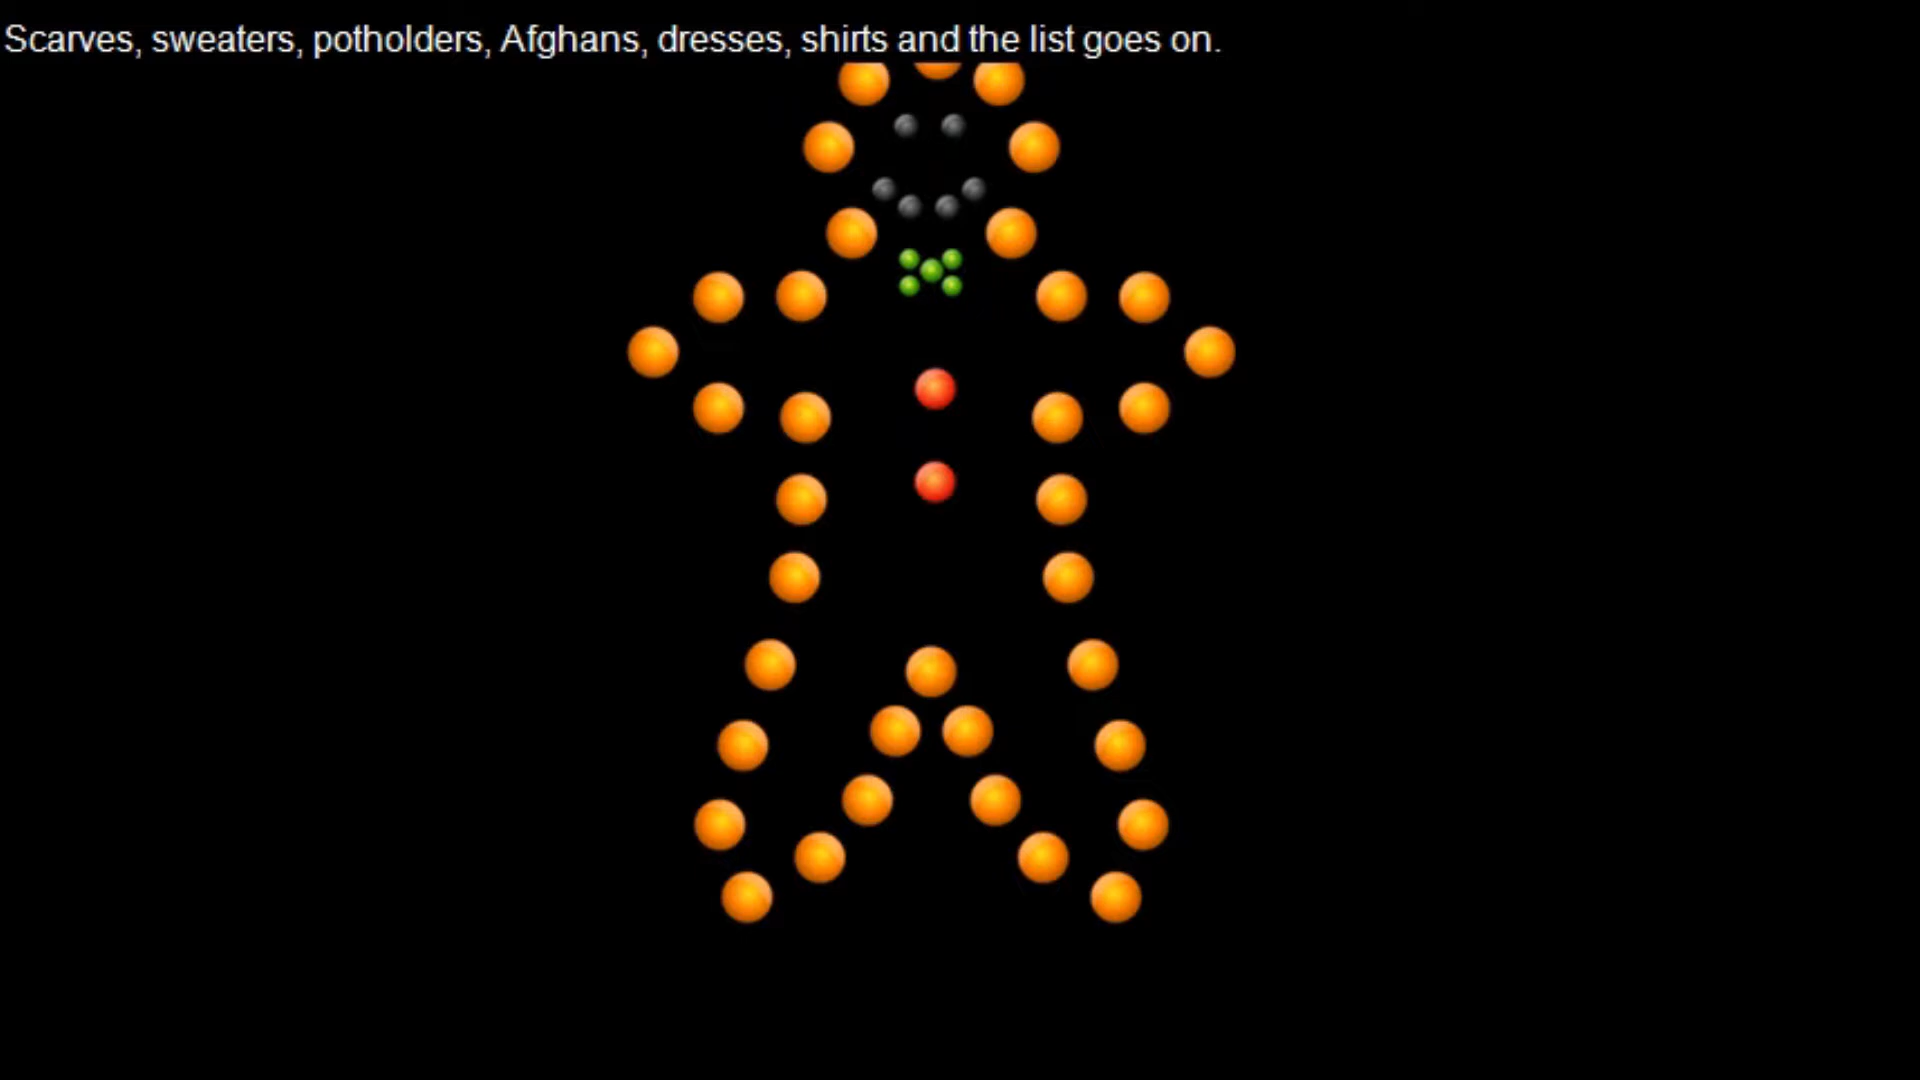 Scarves, sweaters, potholders, Afghans, dresses, shirts and the list goes on.